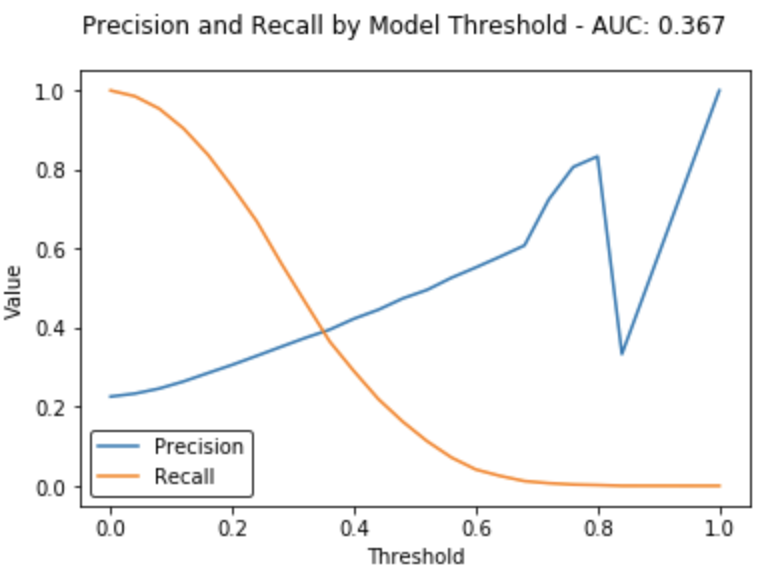 Precision and Recall by Model Threshold - AUC: 0.367
1.0
0.8
0.6
0.4
0.2
0.0
Value
Precision
Recall
0.0 0.2 0.4 0.6 0.8 1.0
Threshold